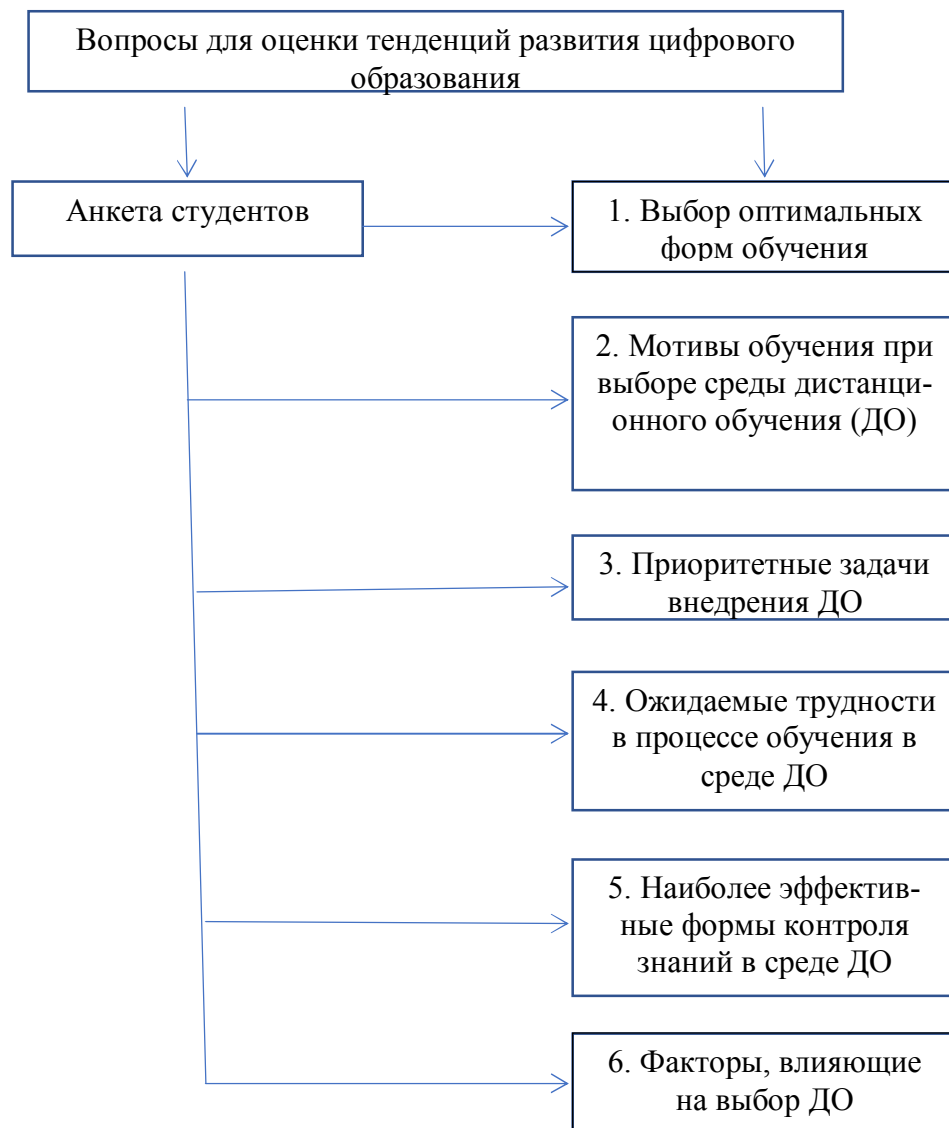 Вопросы для оценки тенденций развития цифрового
образования
Анкета студентов
1. Выбор оптимальных
форм обучения
2. Мотивы обучения при
выборе среды дистанци-
онного обучения (ДО)
3. Приоритетные задачи
внедрения ДО
4. Ожидаемые трудности
в процессе обучения в
среде ДО
5. Наиболее эффектив-
ные формы контроля
знаний в среде ДО
6. Факторы, влияющие
на выбор ДО